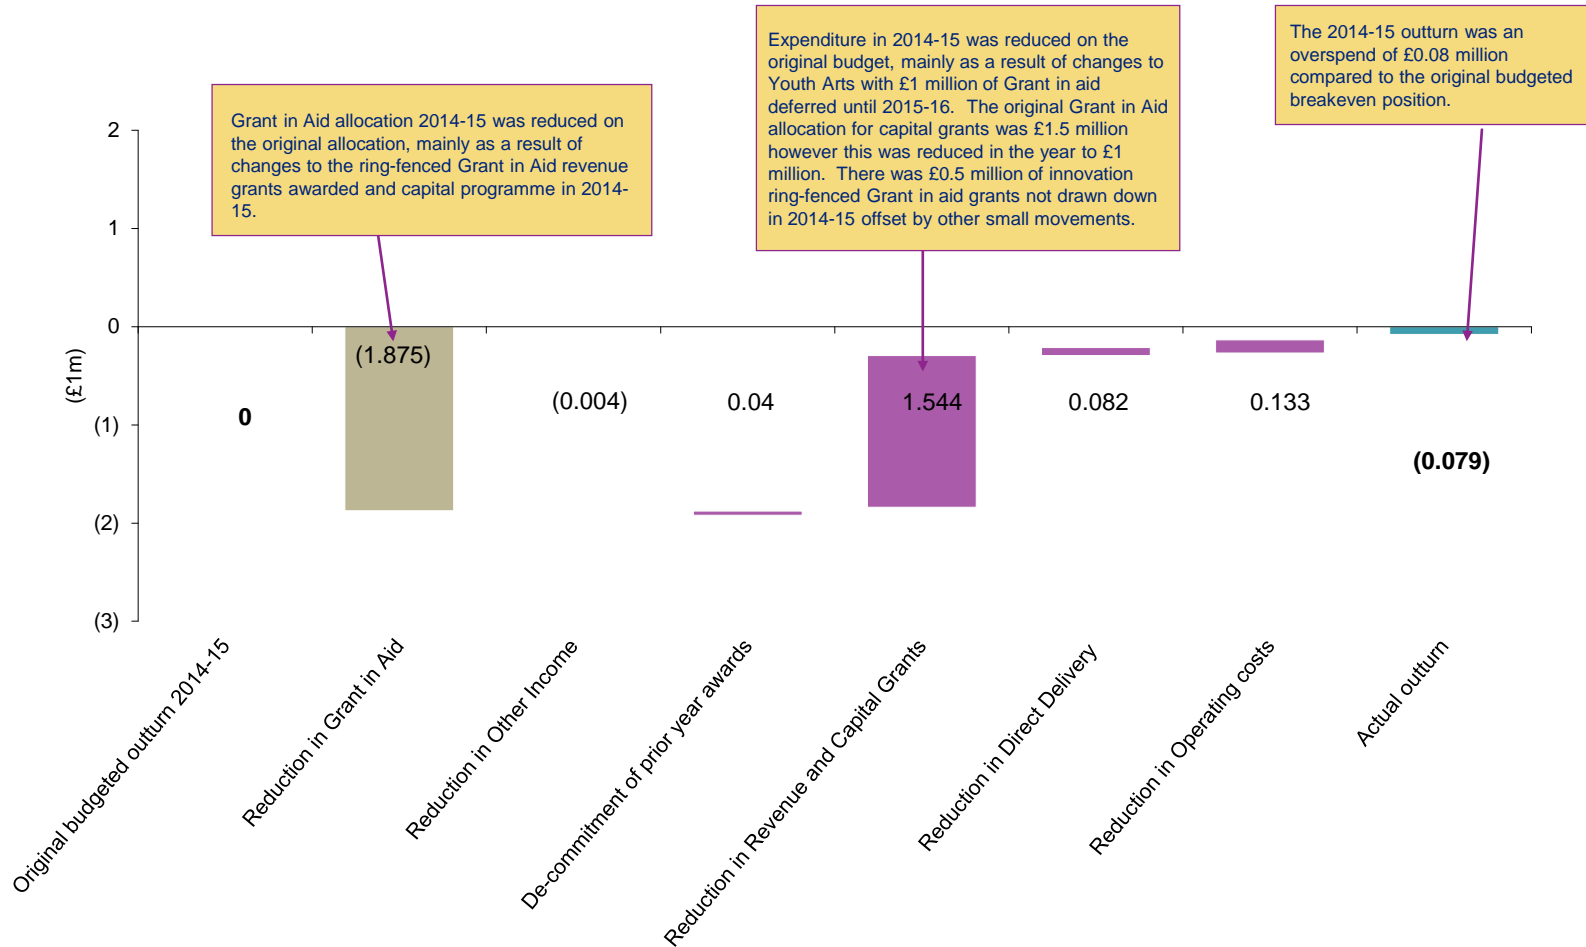 Grant in Aid allocation 2014-15 was reduced on
the original allocation, mainly as a result of
changes to the ring-fenced Grant in Aid revenue
grants awarded and capital programme in 2014-
15.
Expenditure in 2014-15 was reduced on the
original budget, mainly as a result of changes to
Youth Arts with £1 million of Grant in aid
deferred until 2015-16. The original Grant in Aid
allocation for capital grants was £1.5 million
however this was reduced in the year to £1
million. There was £0.5 million of innovation
ring-fenced Grant in aid grants not drawn down
in 2014-15 offset by other small movements.
The 2014-15 outturn was an
overspend of £0.08 million
compared to the original budgeted
breakeven position.
2
1
0
(1)
(2)
(3)
(£1m)
0
(1.875)
(0.004)
0.04
1.544
0.082
0.133
(0.079)
Original budgeted outturn 2014-15
Reduction in Grant in Aid
Reduction in Other Income
De-commitment of prior year awards
Reduction in Revenue and Capital Grants
Reduction in Direct Delivery
Reduction in Operating costs
Actual outturn